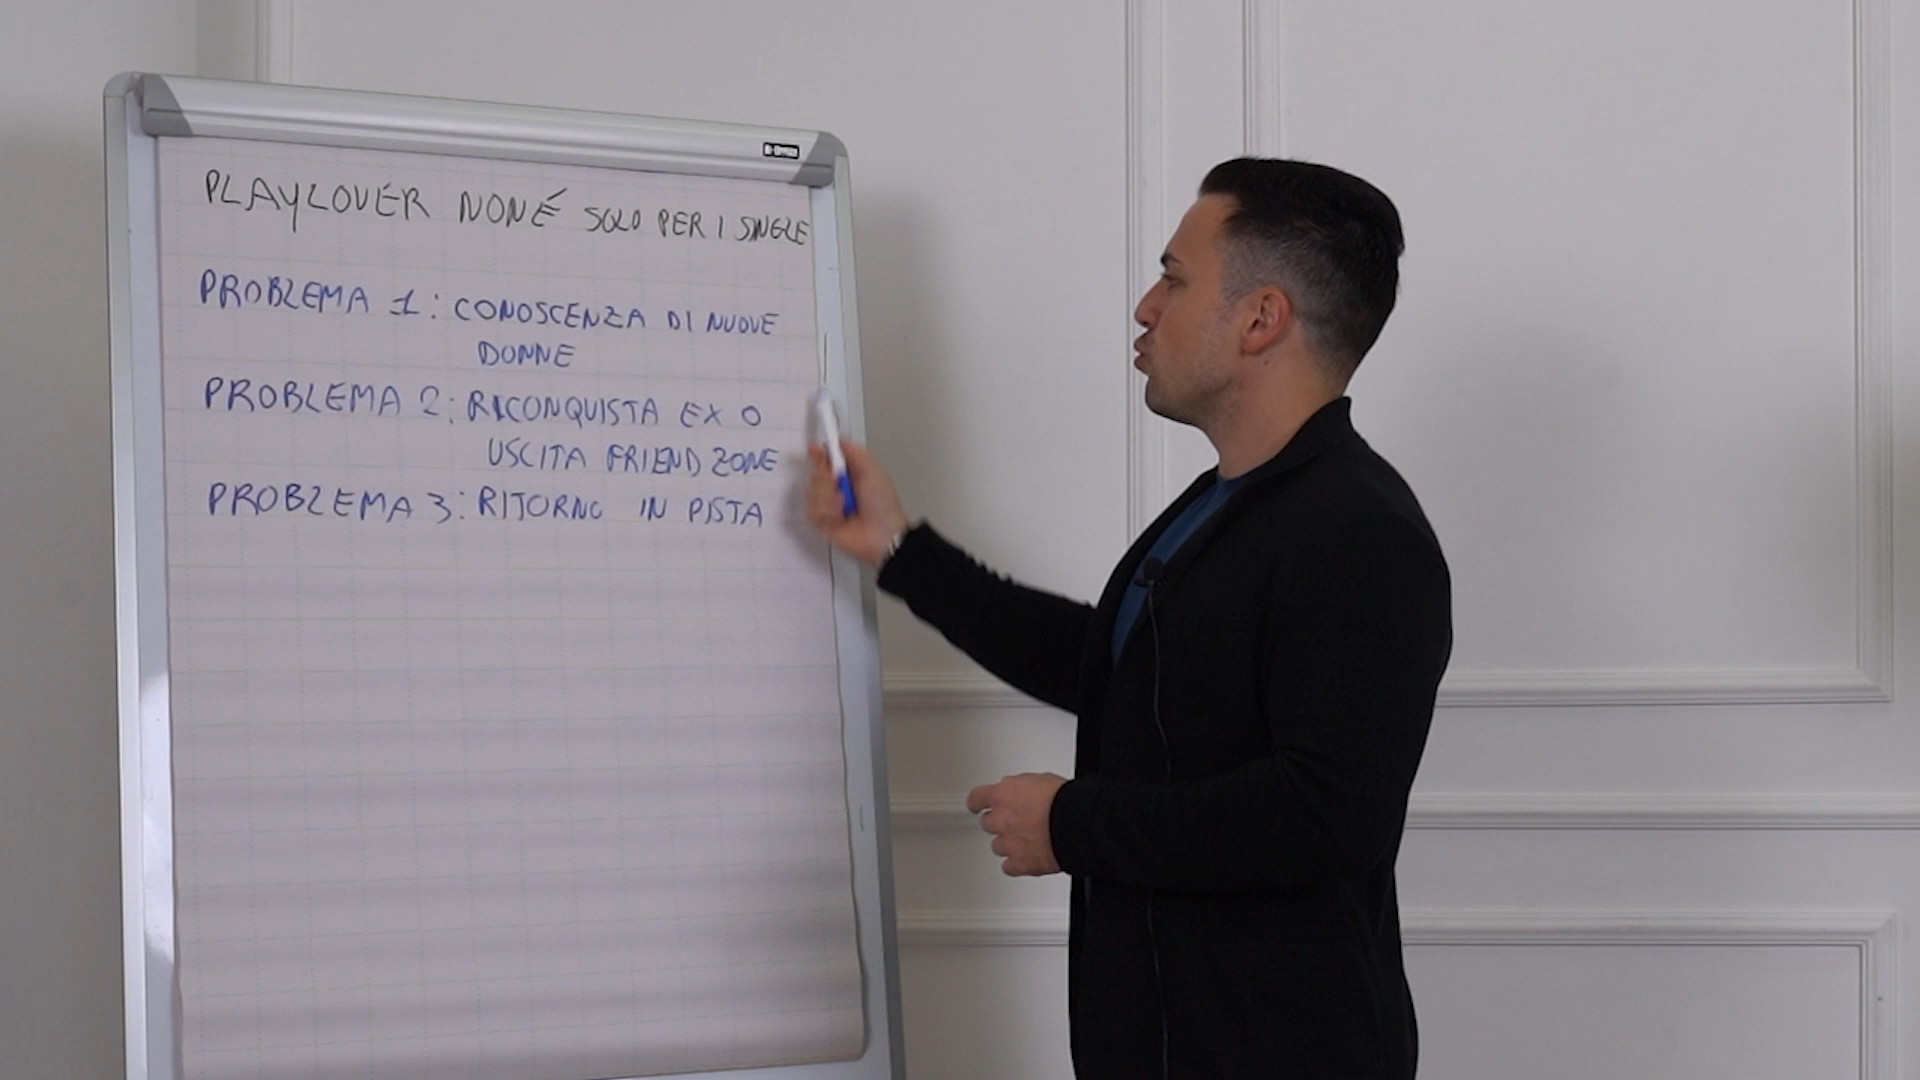 PLAYLOVER NON É SOLO PER I SINGLE
PROBLEMA 1: CONOSCENZA DI NUOVE
DONNE
PROBLEMA 2: RICONQUISTA EX O
USCITA FRIEND ZONE
PROBLEMA 3: RITORNO IN PISTA